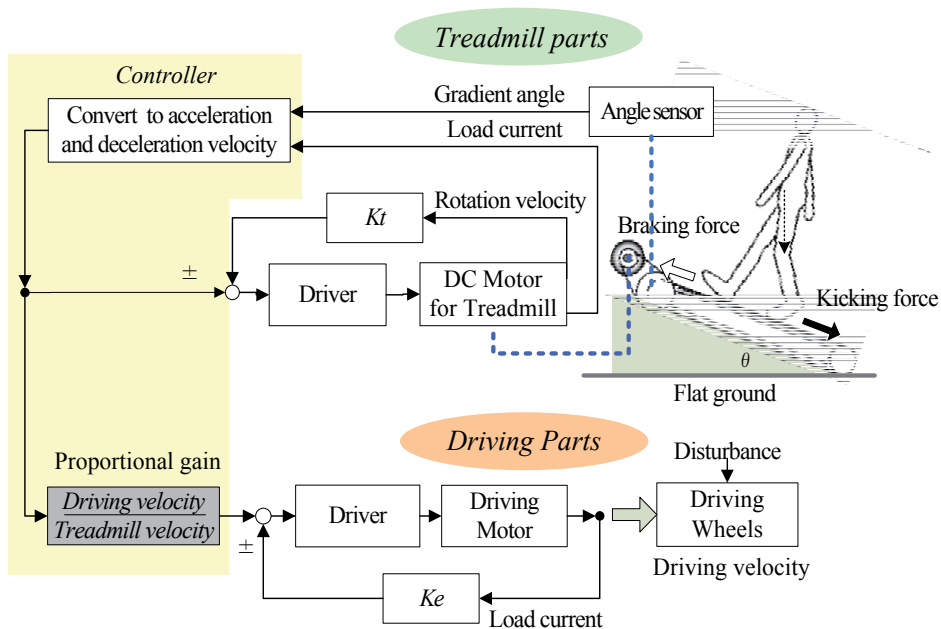 Treadmill parts
Controller
Convert to acceleration
and deceleration velocity
Gradient angle
Angle sensor
Load current
Kt
Rotation velocity
Braking force
±
Driver
DC Motor
for Treadmill
Kicking force
θ
Flat ground
Driving Parts
Disturbance
Proportional gain
Driving velocity
Treadmill velocity
±
Driver
Driving
Motor
Driving
Wheels
Driving velocity
Ke
Load current